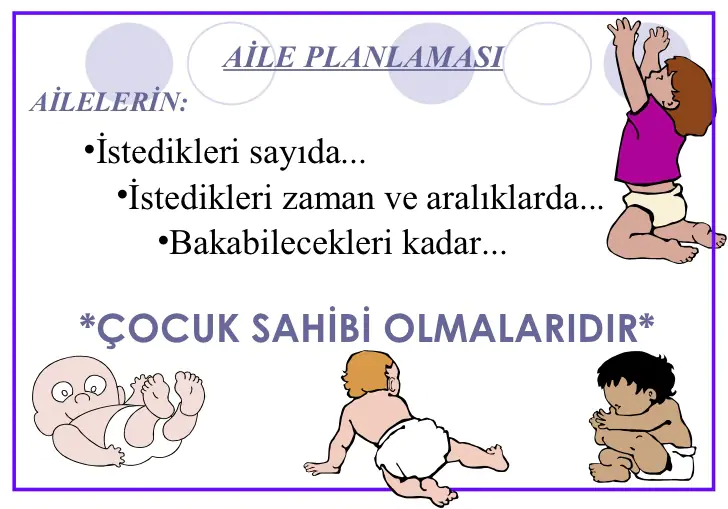 AİLE PLANLAMASI
AİLELERİN:
•İstedikleri sayıda...
•İstedikleri zaman ve aralıklarda...
•Bakabilecekleri kadar...
*ÇOCUK SAHİBİ OLMALARIDIR*